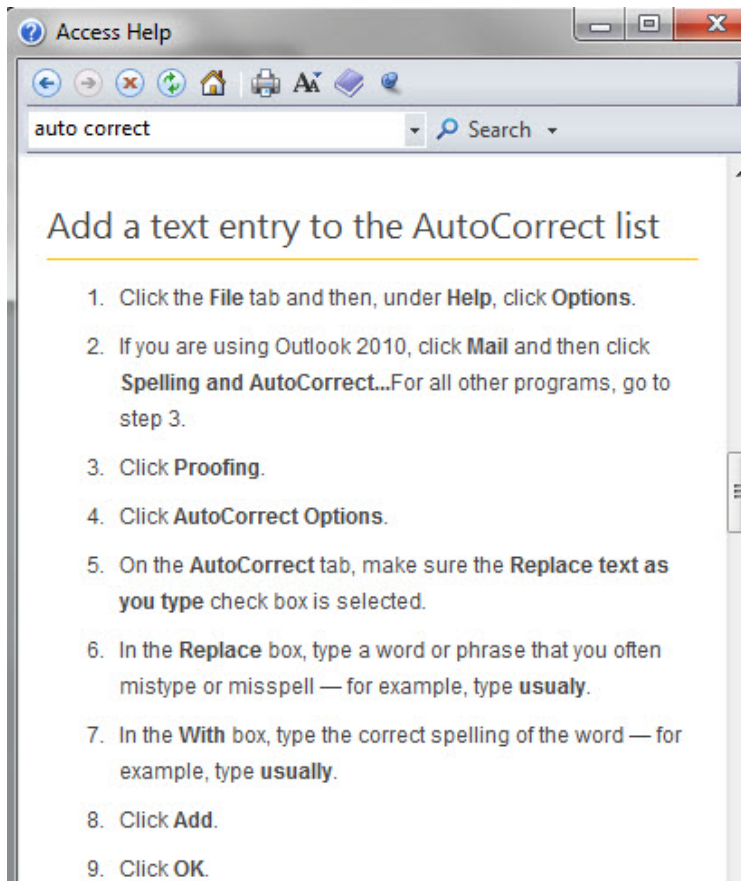 Access Help
auto correct
Search
Add a text entry to the AutoCorrect list
1. Click the File tab and then, under Help, click Options.
2. If you are using Outlook 2010, click Mail and then click
Spelling and AutoCorrect...For all other programs, go to
step 3.
3. Click Proofing.
4. Click AutoCorrect Options.
5. On the AutoCorrect tab, make sure the Replace text as
you type check box is selected.
6. In the Replace box, type a word or phrase that you often
mistype or misspell — for example, type usualy.
7. In the With box, type the correct spelling of the word — for
example, type usually.
8. Click Add.
9. Click OK.